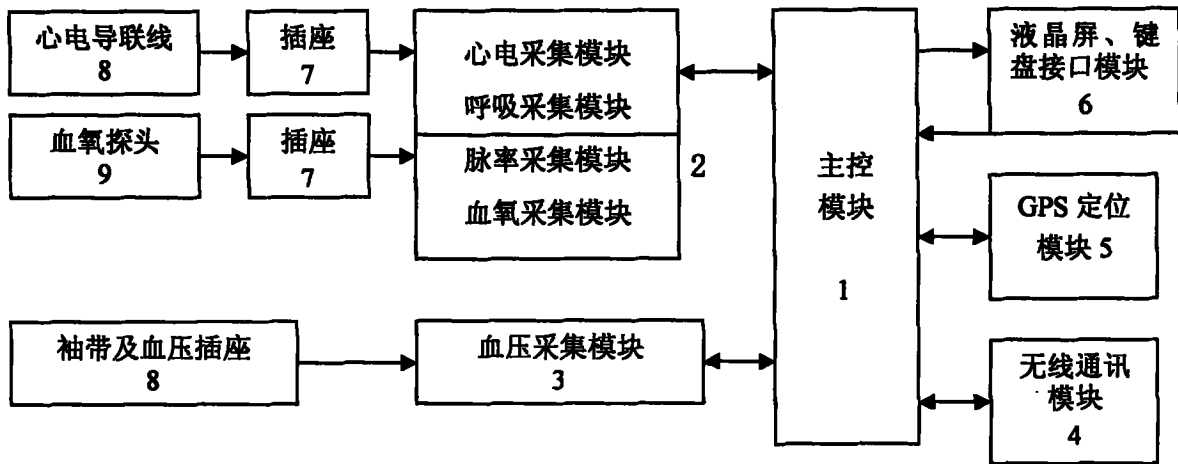 心电导联线
8
插座
7
心电采集模块
呼吸采集模块
血氧探头
9
插座
7
脉率采集模块
血氧采集模块
2
袖带及血压插座
8
血压采集模块
3
主控
模块
1
液晶屏、键
盘接口模块
6
GPS 定位
模块 5
无线通讯
模块
4